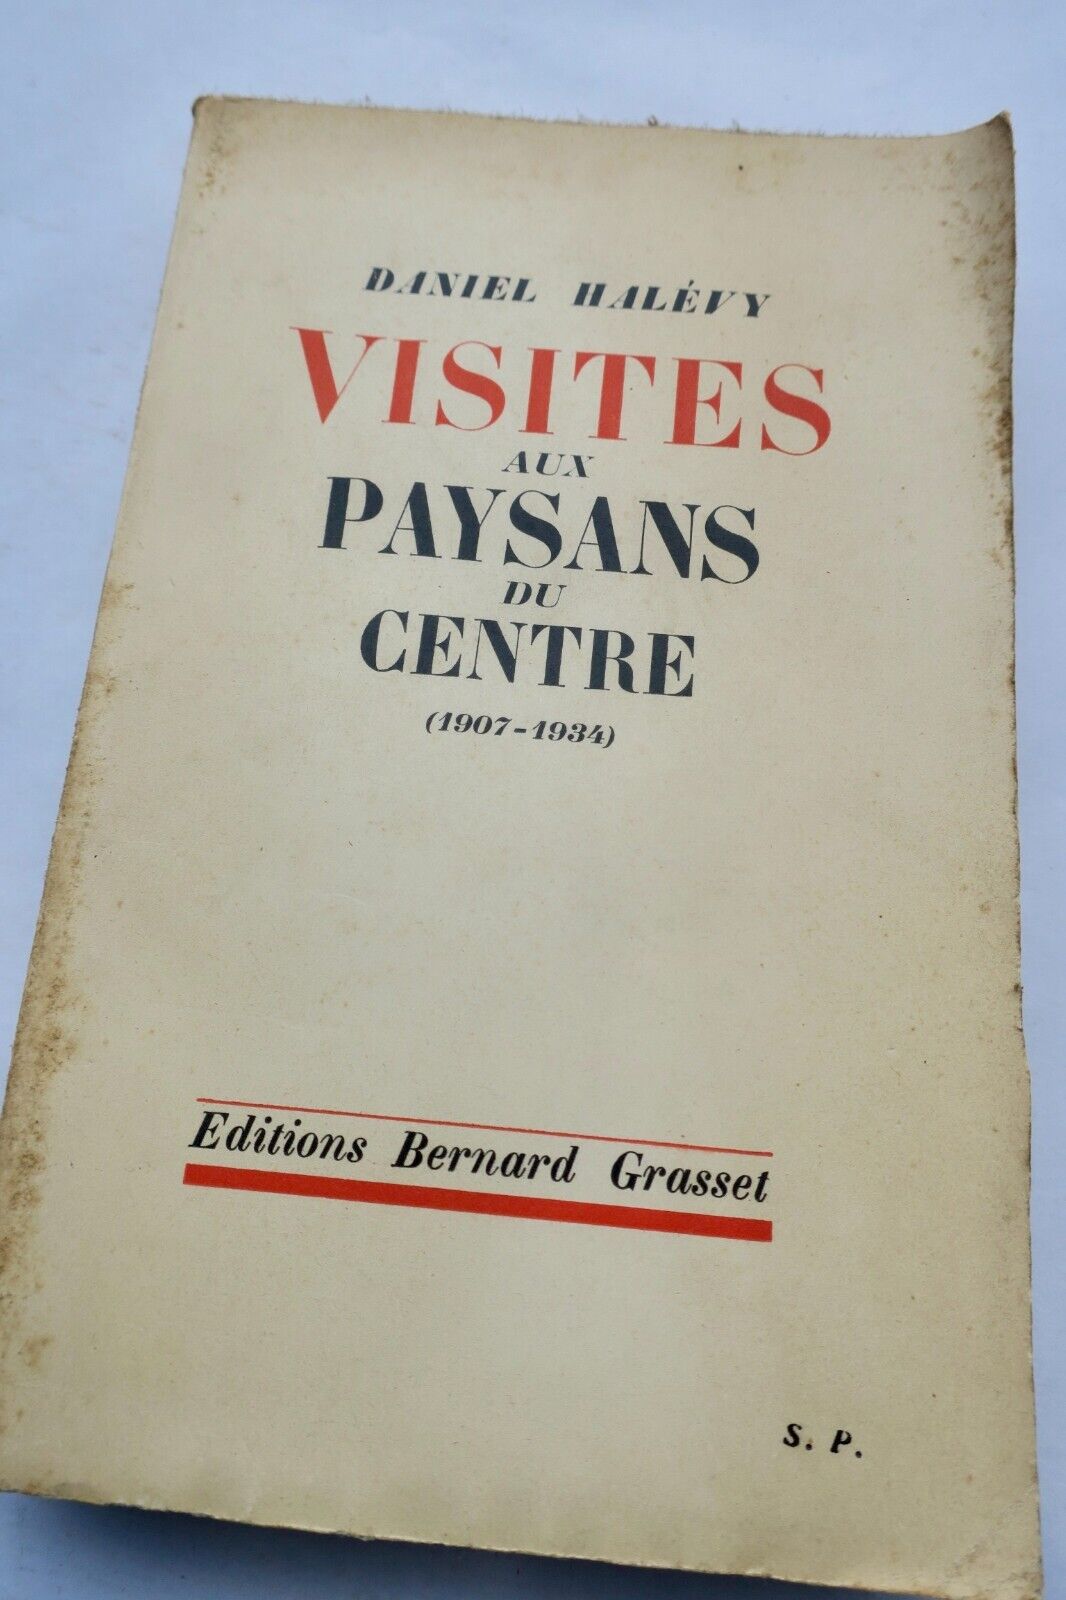 DANIEL HALÉVY
VISITES
AUX
PAYSANS
DU
CENTRE
(1907-1934)
Editions Bernard Grasset
S. P.